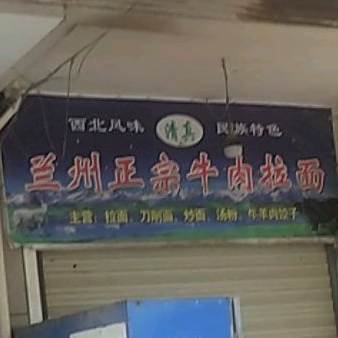 西北风味 清真 民族特色
兰州正宗牛肉拉面
主营：拉面、刀削面、炒面、汤粉、牛羊肉饺子